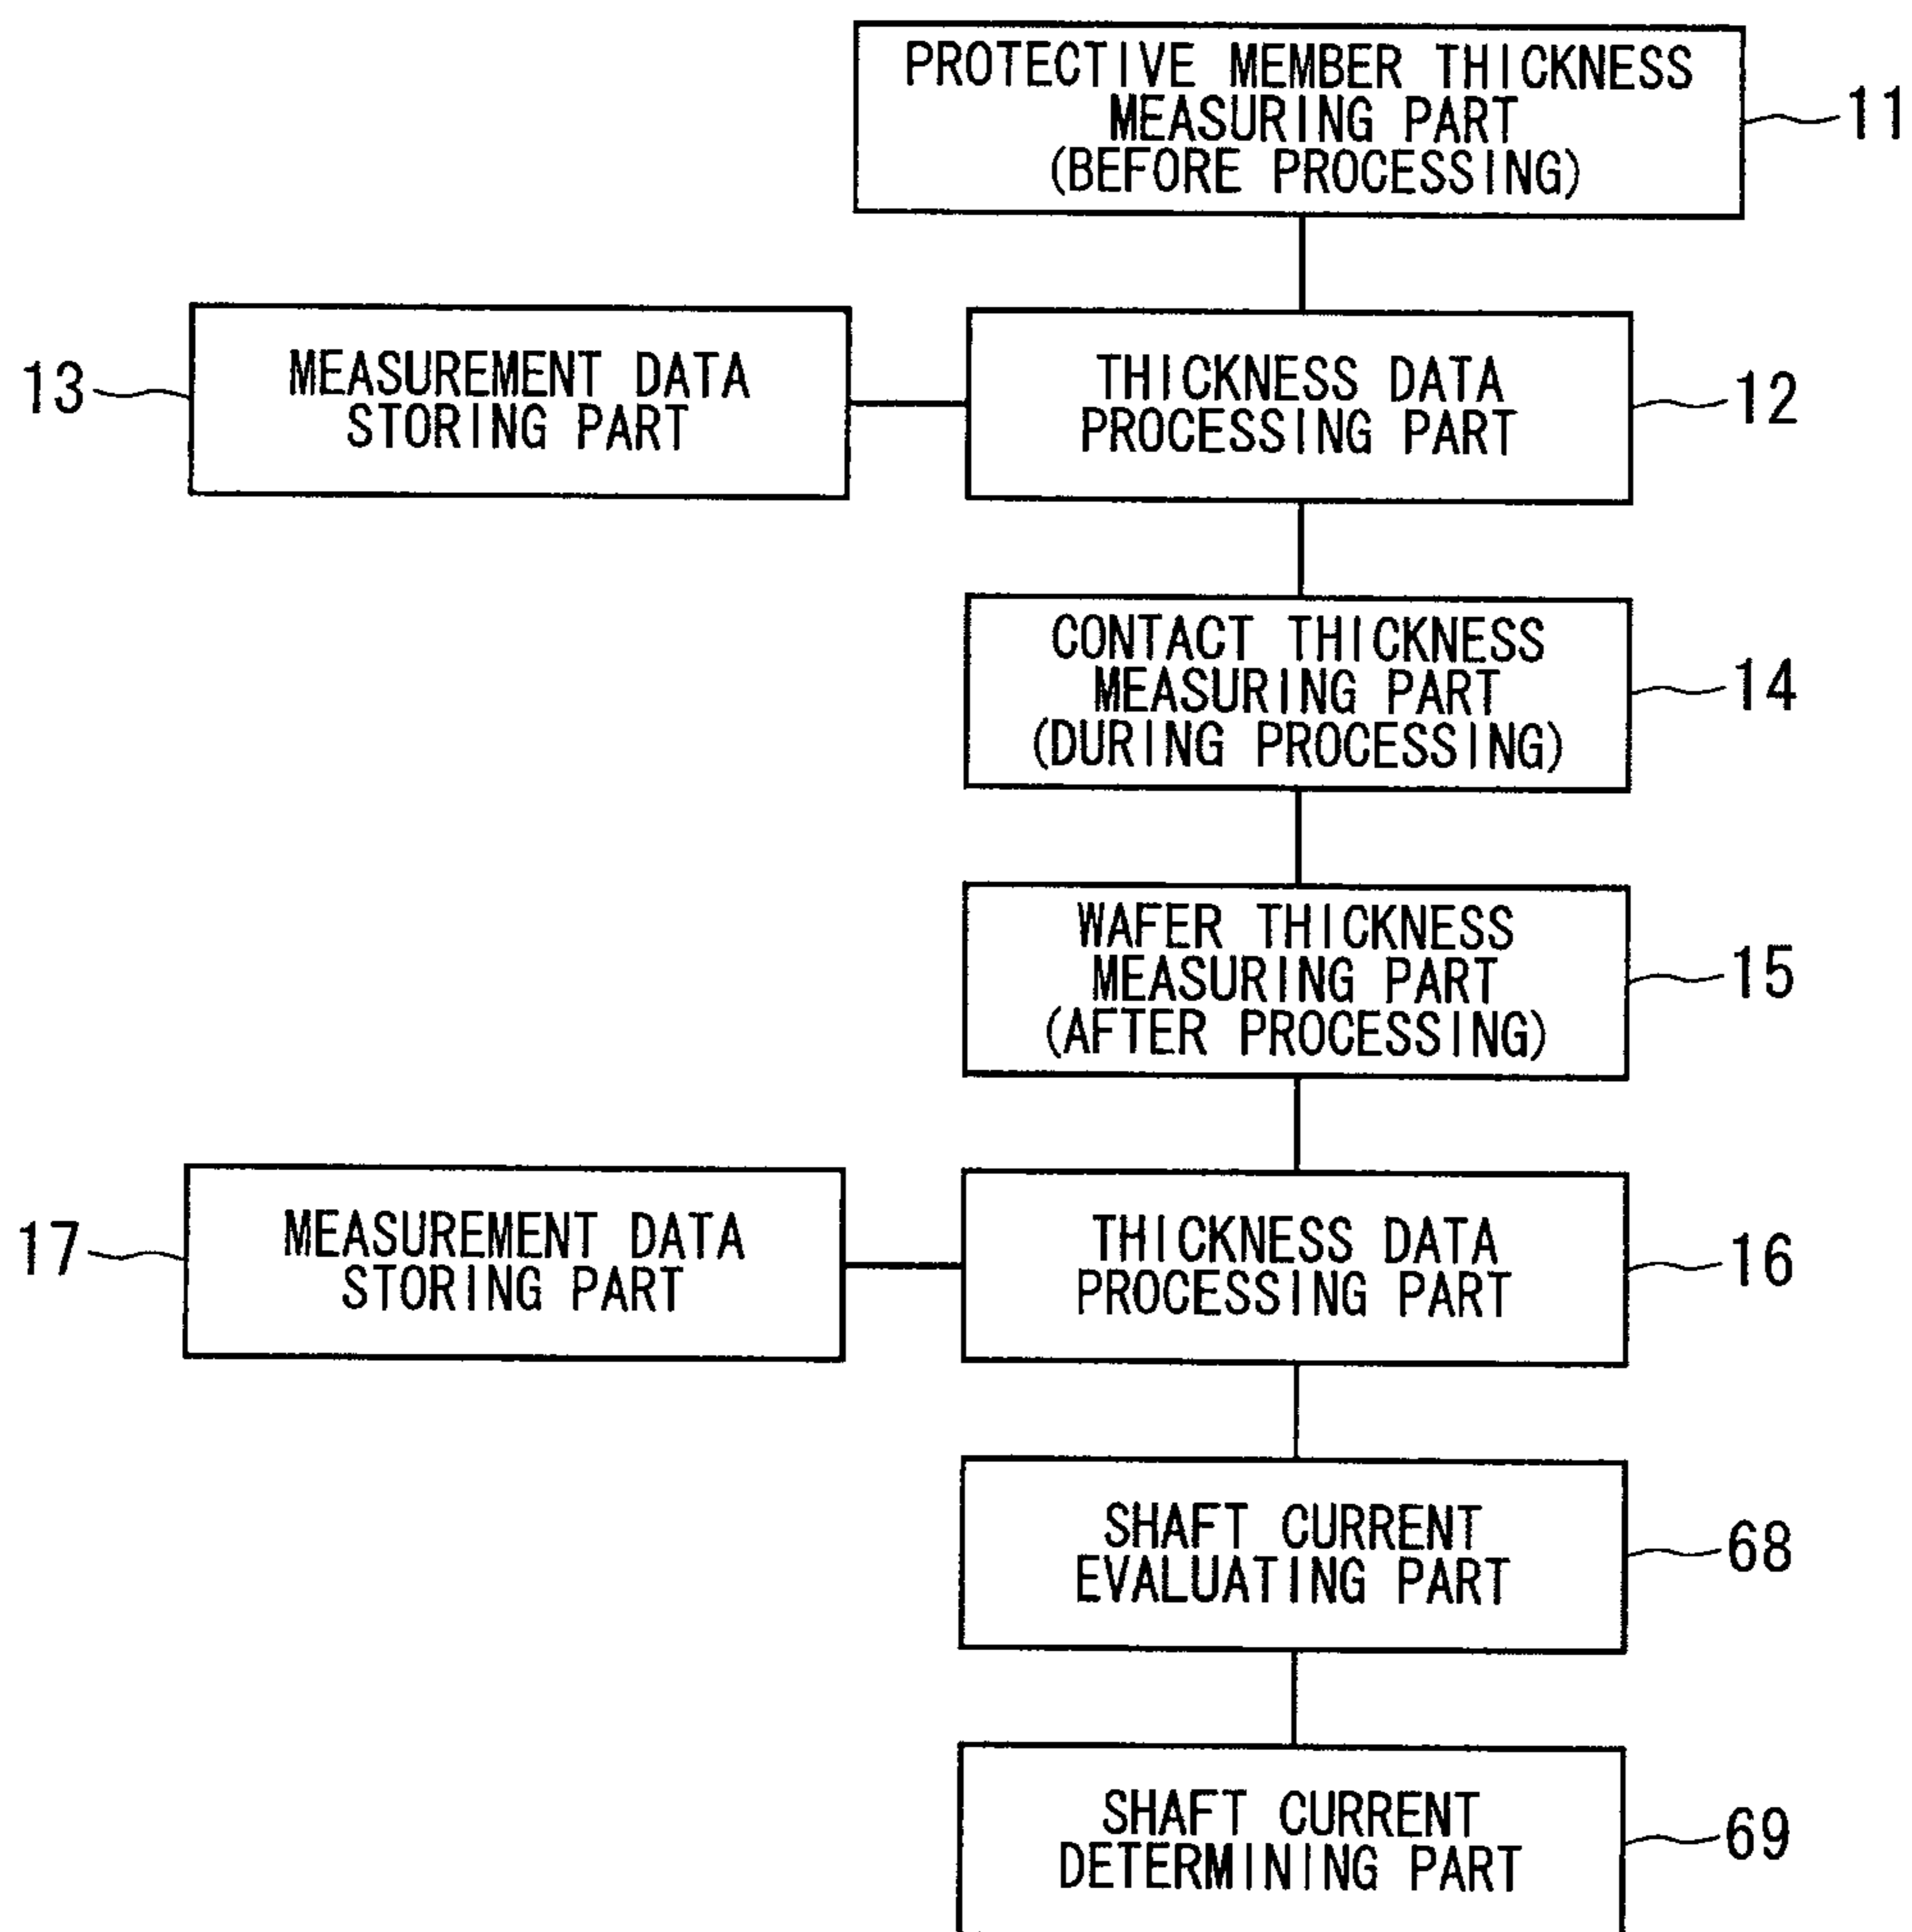 PROTECTIVE MEMBER THICKNESS
MEASURING PART
(BEFORE PROCESSING)
11
13
MEASUREMENT DATA
STORING PART
THICKNESS DATA
PROCESSING PART
12
CONTACT THICKNESS
MEASURING PART
(DURING PROCESSING)
14
WAFER THICKNESS
MEASURING PART
(AFTER PROCESSING)
15
17
MEASUREMENT DATA
STORING PART
THICKNESS DATA
PROCESSING PART
16
SHAFT CURRENT
EVALUATING PART
68
SHAFT CURRENT
DETERMINING PART
69